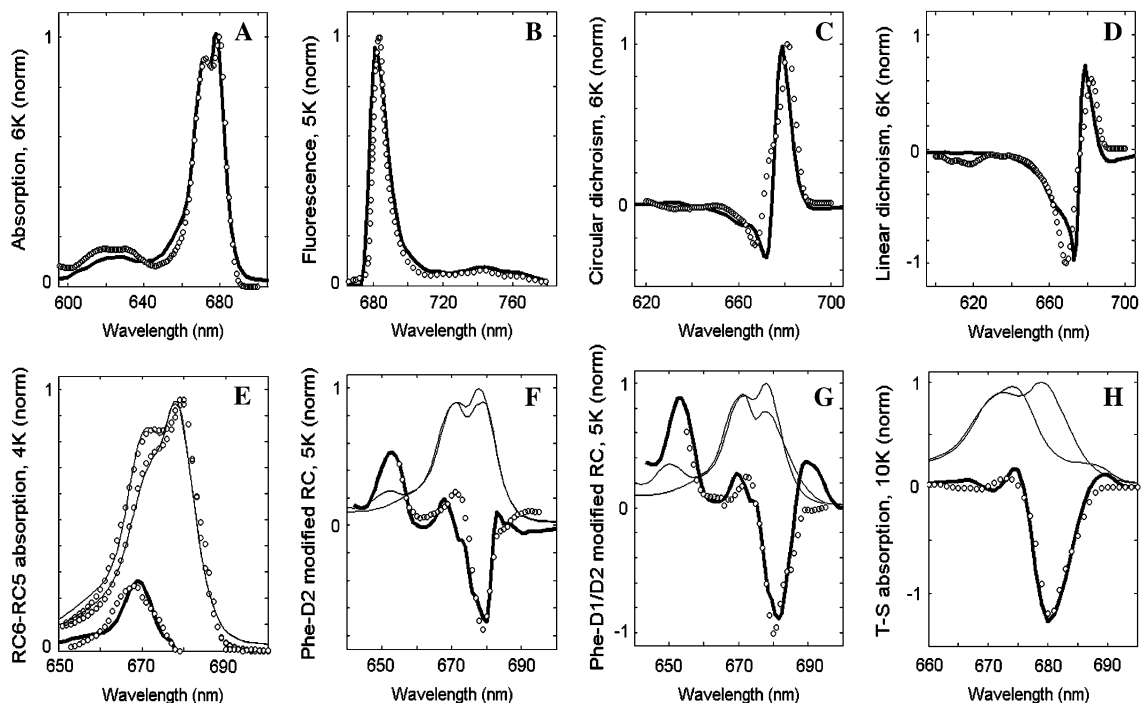 A
Absorption, 6K (norm)
1
0
600 640 680
Wavelength (nm)
B
Fluorescence, 5K (norm)
1
0
680 720 760
Wavelength (nm)
C
Circular dichroism, 6K (norm)
1
0
620 660 700
Wavelength (nm)
D
Linear dichroism, 6K (norm)
1
0
-1
620 660 700
Wavelength (nm)
E
RC6-RC5 absorption, 4K (norm)
1
0
650 670 690
Wavelength (nm)
F
Phe-D2 modified RC, 5K (norm)
1
0
650 670 690
Wavelength (nm)
G
Phe-D1/D2 modified RC, 5K (norm)
1
0
-1
650 670 690
Wavelength (nm)
H
T-S absorption, 10K (norm)
1
0
-1
660 670 680 690
Wavelength (nm)